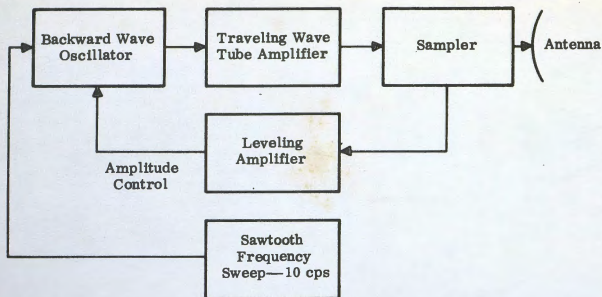 Backward Wave
Oscillator
Traveling Wave
Tube Amplifier
Sampler
Antenna
Leveling
Amplifier
Amplitude
Control
Sawtooth
Frequency
Sweep—10 cps